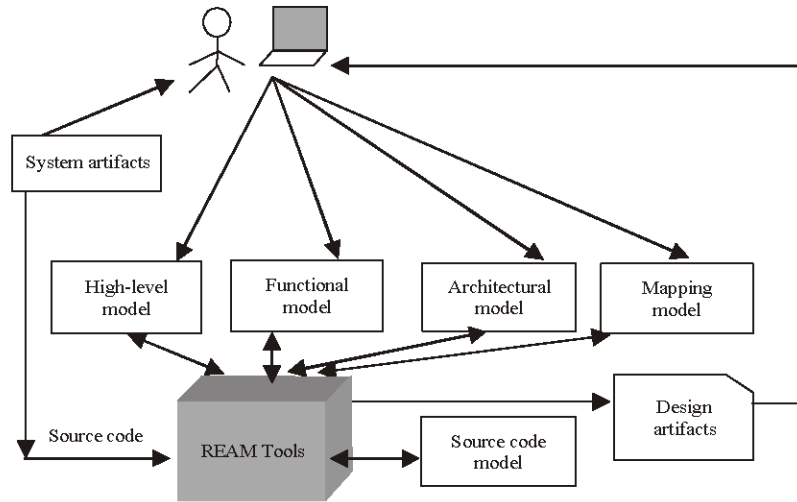 System artifacts
High-level
model
Functional
model
Architectural
model
Mapping
model
Source code
REAM Tools
Source code
model
Design
artifacts